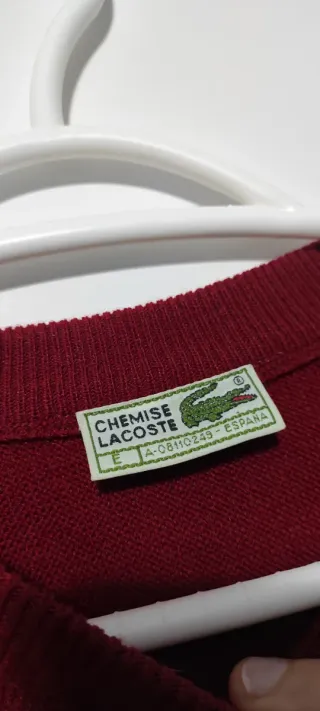 CHEMISE
LACOSTE
®
E A-08110249 - ESPAÑA